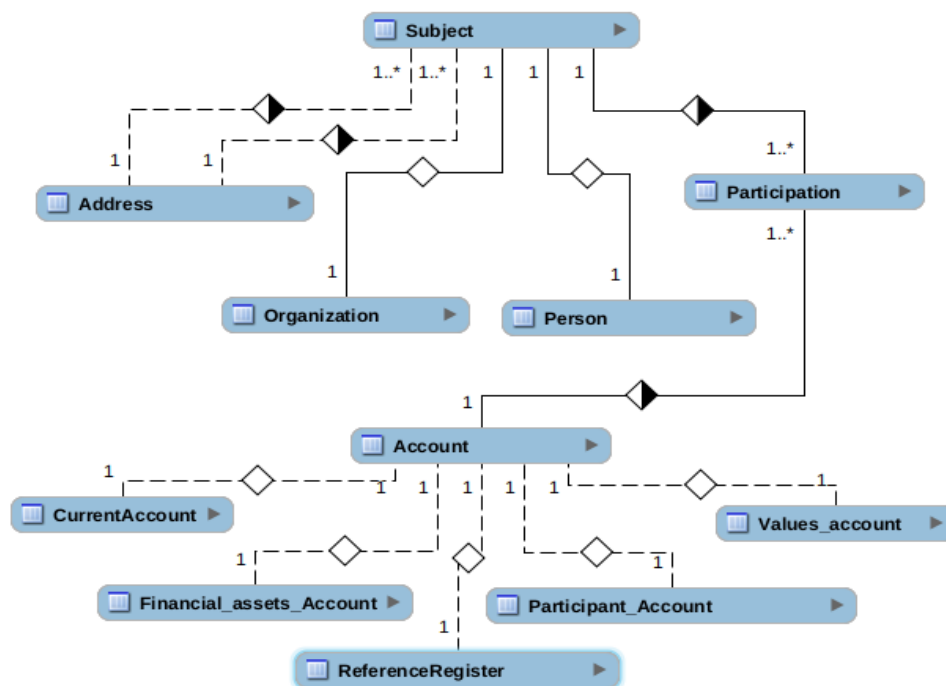 Subject
1..* 1..* 1 1 1
1..*
1 1
Address
Participation
1..*
1 1
Organization
Person
1
Account
1 1 1 1 1 1 1
CurrentAccount
Values_account
1 1
Financial_assets_Account
Participant_Account
1
ReferenceRegister